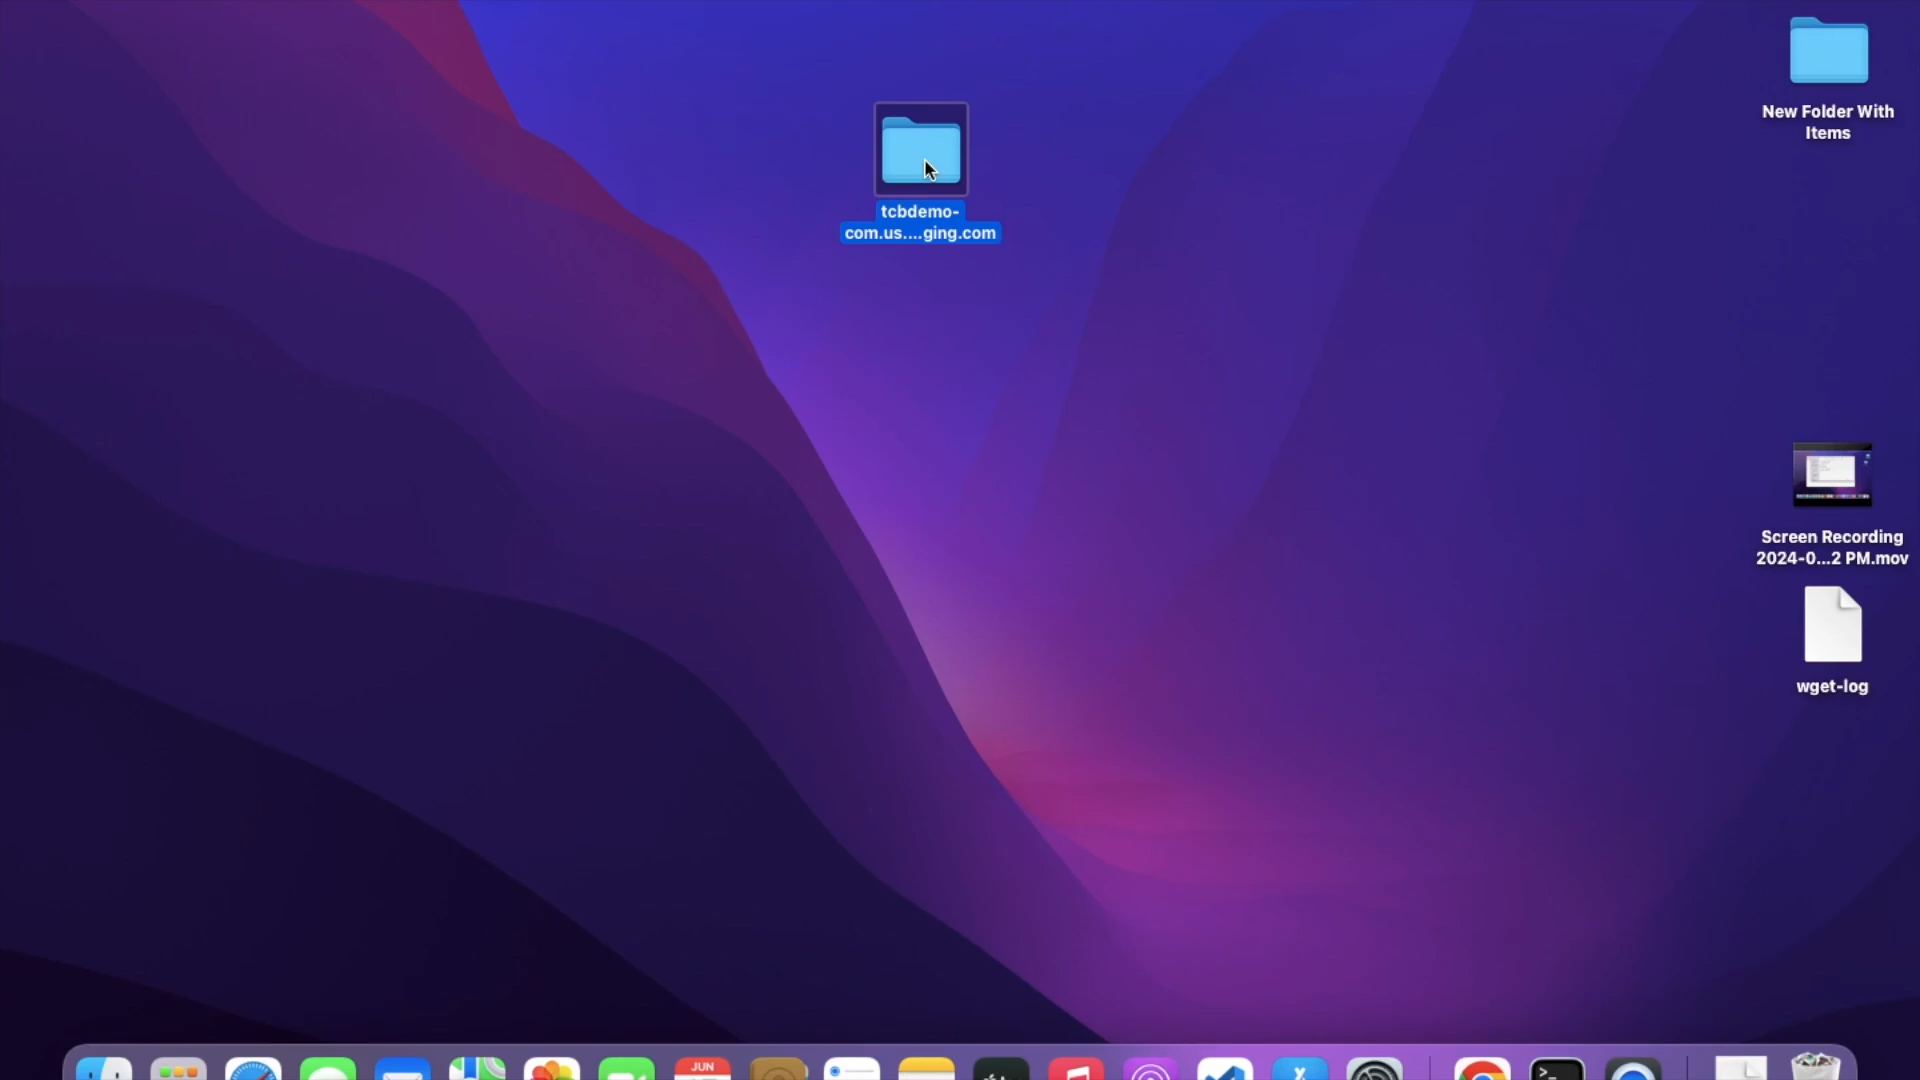 New Folder With
Items
tcbdemo-
com.us....ging.com
Screen Recording
2024-0...2 PM.mov
wget-log
JUN